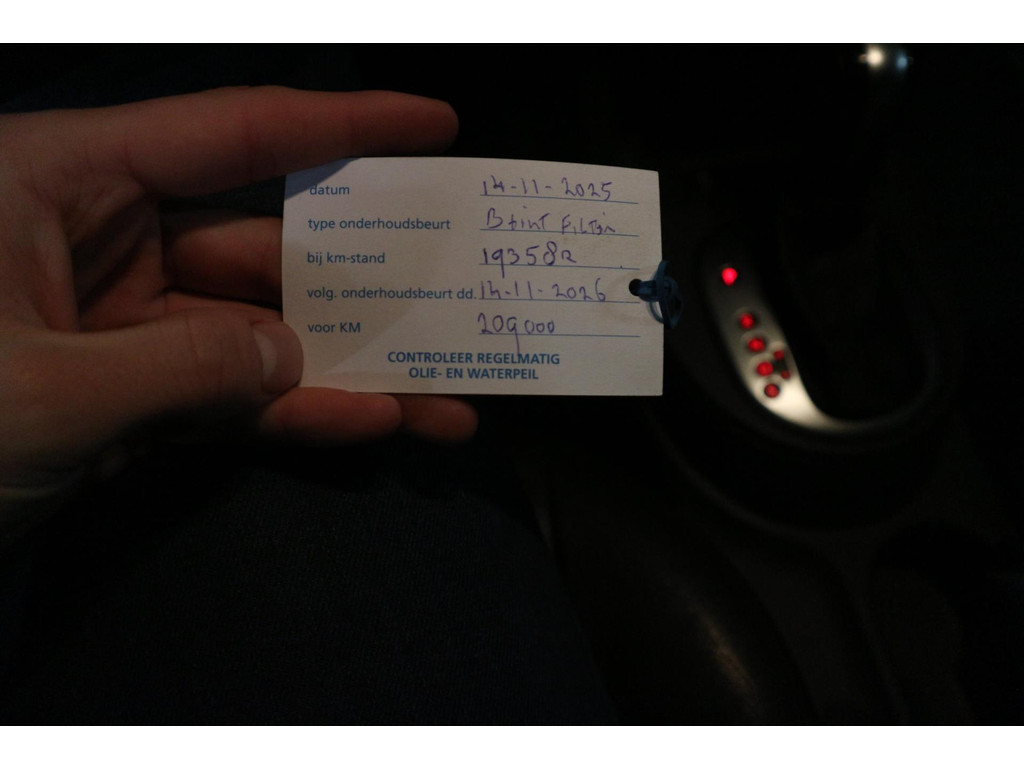 datum 14-11-2025
type onderhoudsbeurt
bij km-stand 193582
volg. onderhoudsbeurt dd. 14-11-2026
voor KM 209000
CONTROLEER REGELMATIG
OLIE- EN WATERPEIL